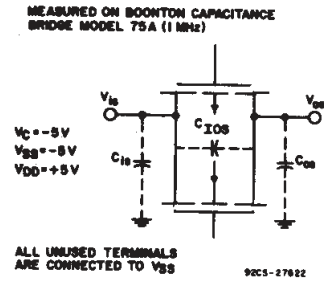 MEASURED ON BOONTON CAPACITANCE
BRIDGE MODEL 75A (1 MHz)
Vis
Vos
CIOS
VC = -5V
VSS = -5V
VDD = +5V
Cis
Cos
ALL UNUSED TERMINALS
ARE CONNECTED TO VSS
92CS-27622